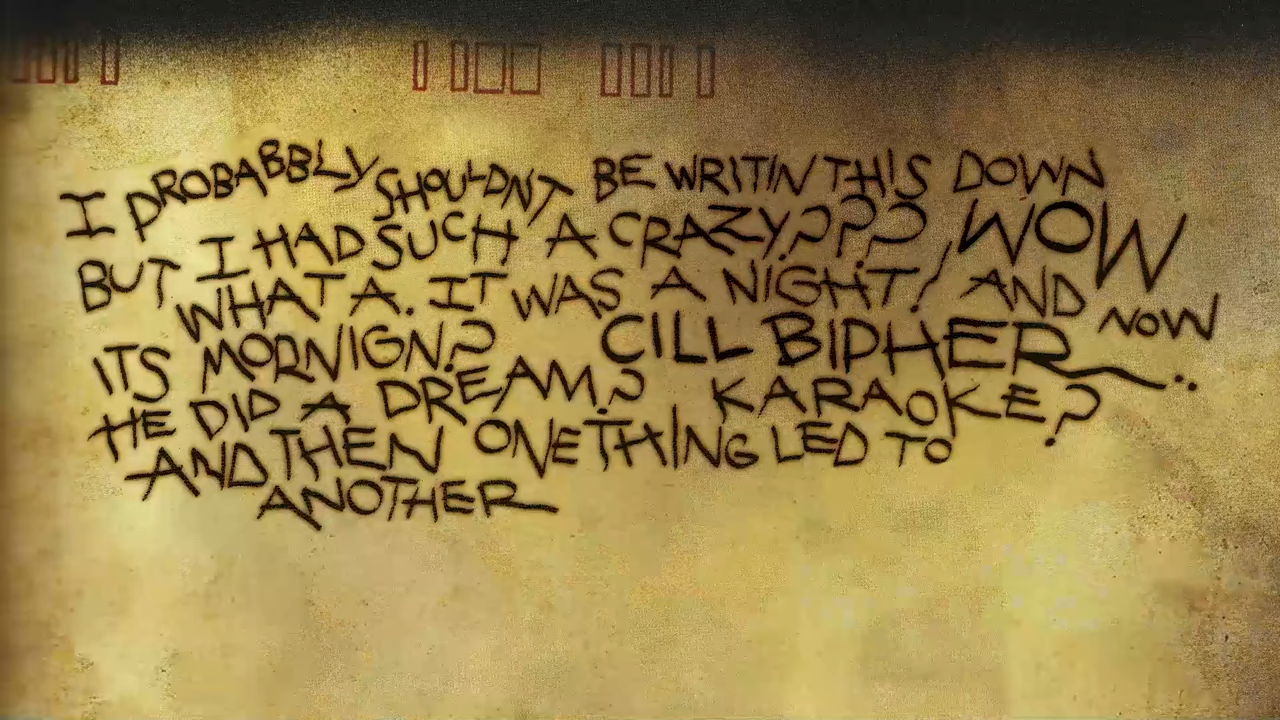 I PROBABBLY SHOULDNT BE WRITIN THIS DOWN
BUT I HAD SUCH A CRAZY??? WOW
WHAT A. IT WAS A NIGHT! AND NOW
ITS MORNIGN? CILL BIPHER...
HE DID A DREAM? KARAOKE?
AND THEN ONE THING LED TO
ANOTHER